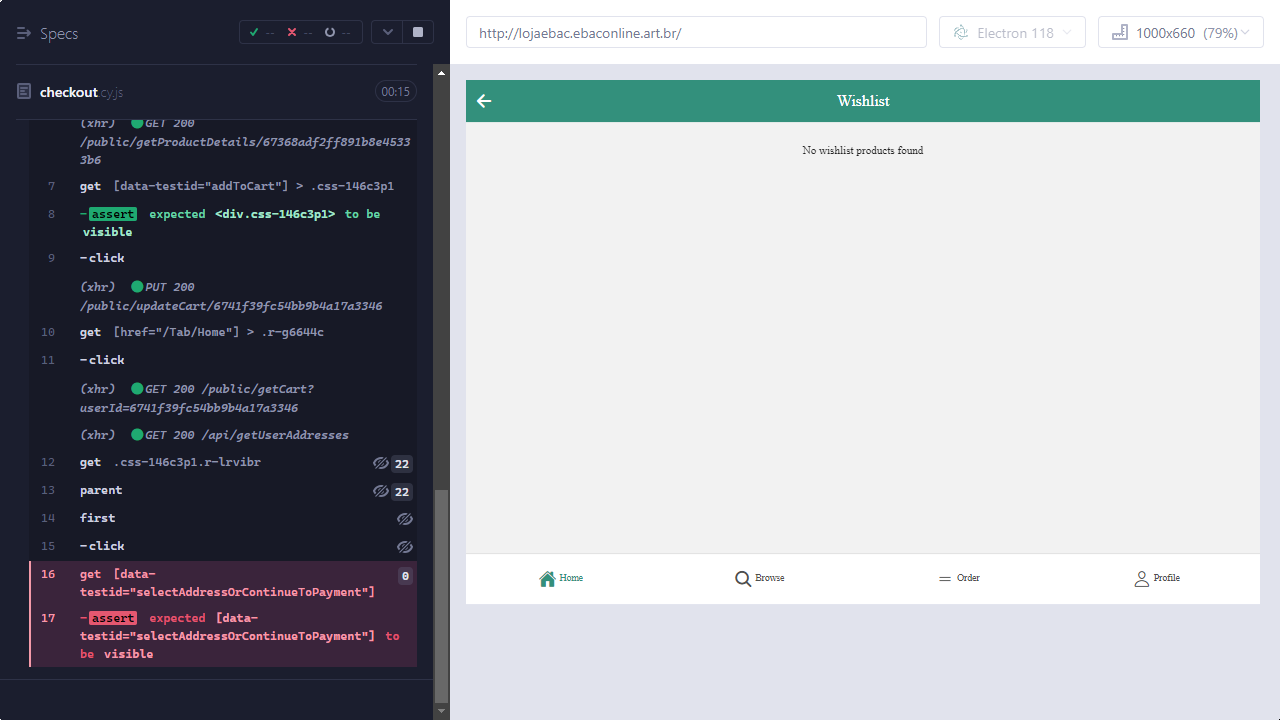 Specs
-- -- --
http://lojaebac.ebaconline.art.br/
Electron 118
1000x660 (79%)
checkout.cy.js
00:15
(xhr) GET 200
/public/getProductDetails/67368adf2ff891b8e4533
3b6
7 get [data-testid="addToCart"] > .css-146c3p1
8 -assert expected <div.css-146c3p1> to be
visible
9 -click
(xhr) PUT 200
/public/updateCart/6741f39fc54bb9b4a17a3346
10 get [href="/Tab/Home"] > .r-g6644c
11 -click
(xhr) GET 200 /public/getCart?
userId=6741f39fc54bb9b4a17a3346
(xhr) GET 200 /api/getUserAddresses
12 get .css-146c3p1.r-lrvibr 22
13 parent 22
14 first
15 -click
16 get [data-
testid="selectAddressOrContinueToPayment"] 0
17 -assert expected [data-
testid="selectAddressOrContinueToPayment"] to
be visible
Wishlist
No wishlist products found
Home
Browse
Order
Profile